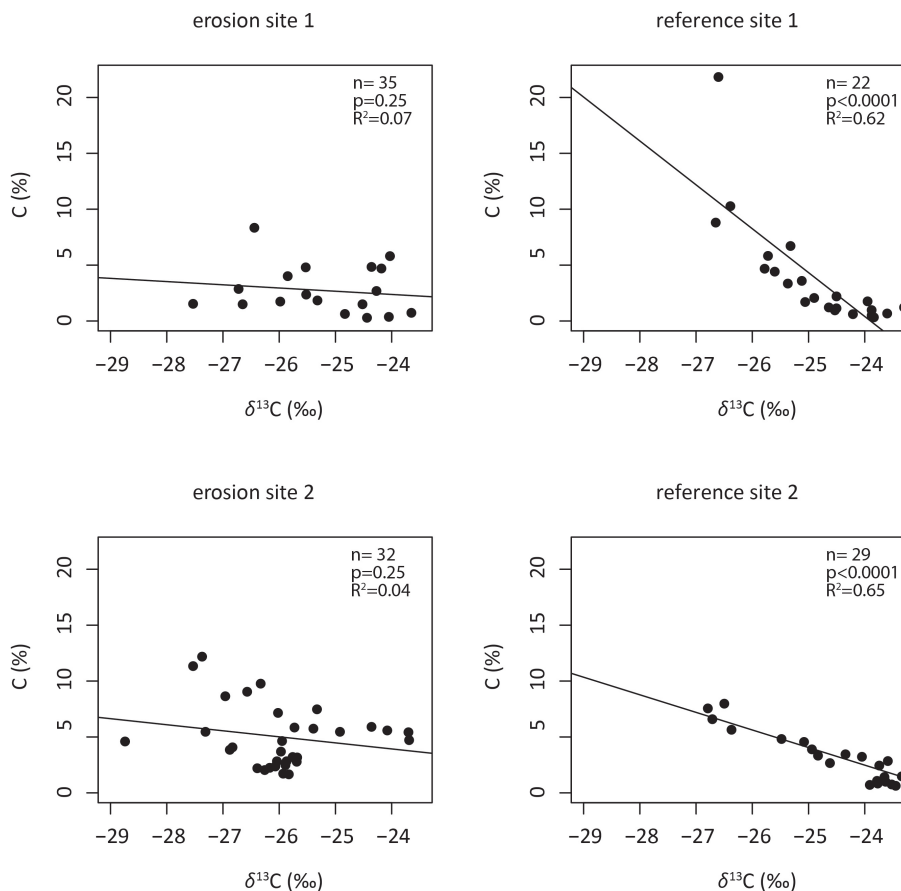 erosion site 1
n= 35
p=0.25
R²=0.07
C (%)
20
15
10
5
0
−29 −28 −27 −26 −25 −24
δ¹³C (‰)
reference site 1
n= 22
p<0.0001
R²=0.62
C (%)
20
15
10
5
0
−29 −28 −27 −26 −25 −24
δ¹³C (‰)
erosion site 2
n= 32
p=0.25
R²=0.04
C (%)
20
15
10
5
0
−29 −28 −27 −26 −25 −24
δ¹³C (‰)
reference site 2
n= 29
p<0.0001
R²=0.65
C (%)
20
15
10
5
0
−29 −28 −27 −26 −25 −24
δ¹³C (‰)